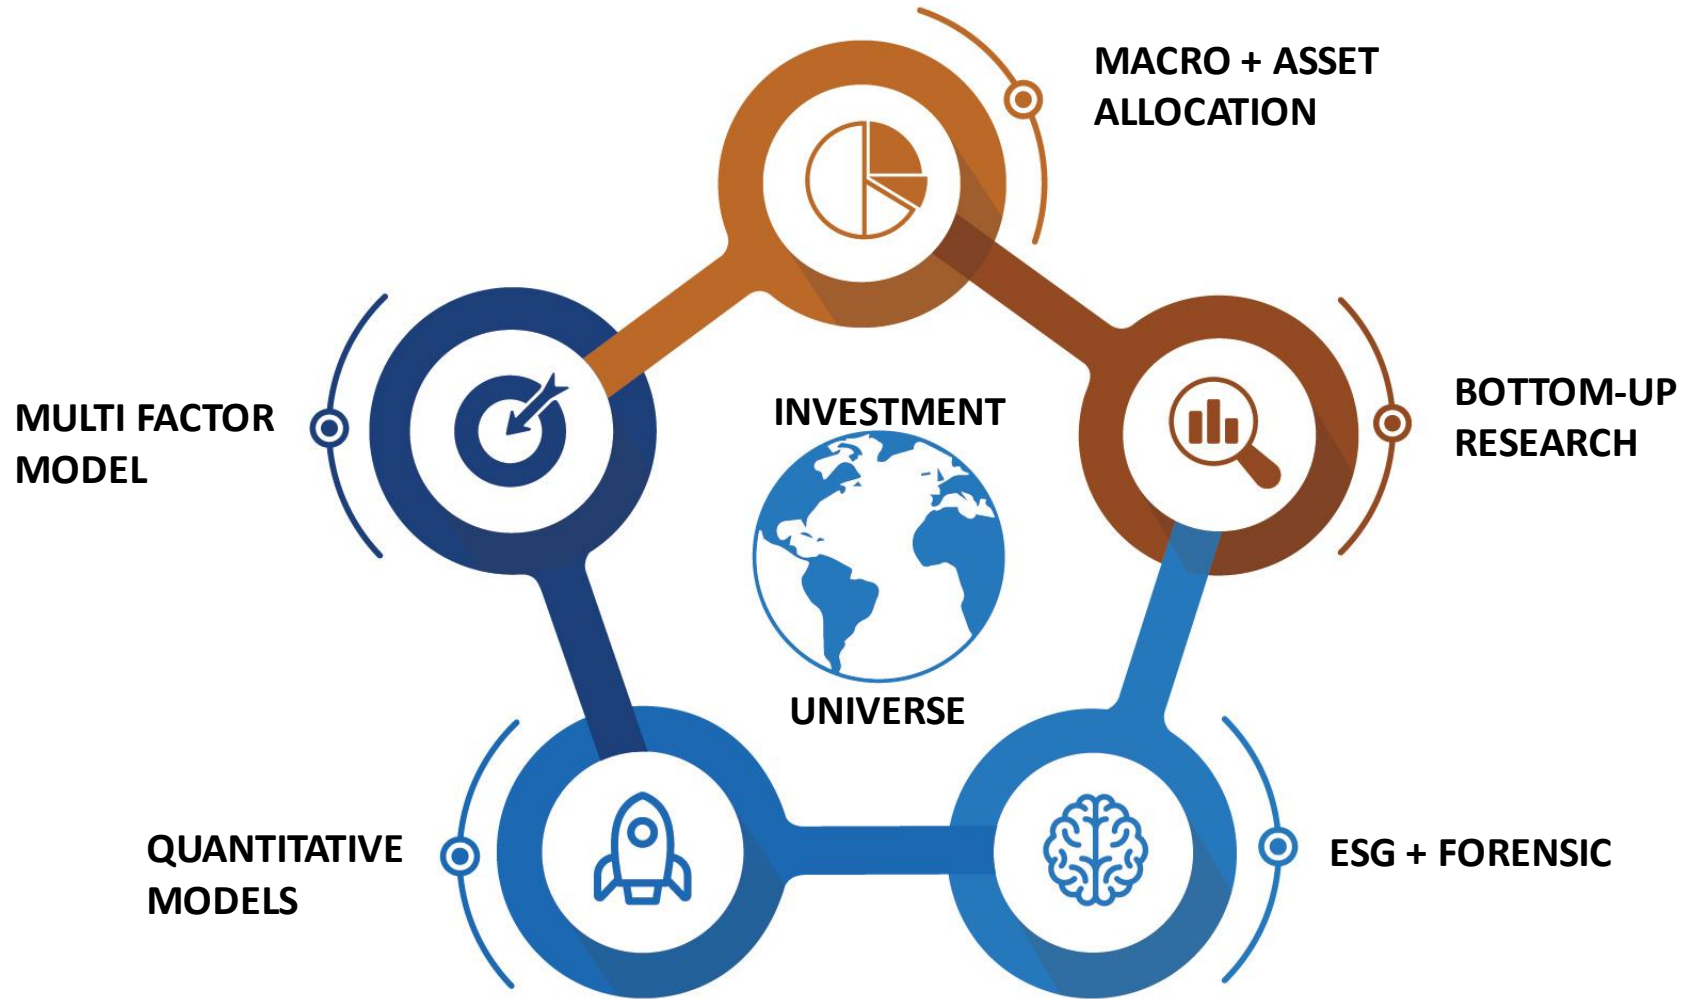 MACRO + ASSET
ALLOCATION
BOTTOM-UP
RESEARCH
MULTI FACTOR
MODEL
INVESTMENT
UNIVERSE
QUANTITATIVE
MODELS
ESG + FORENSIC